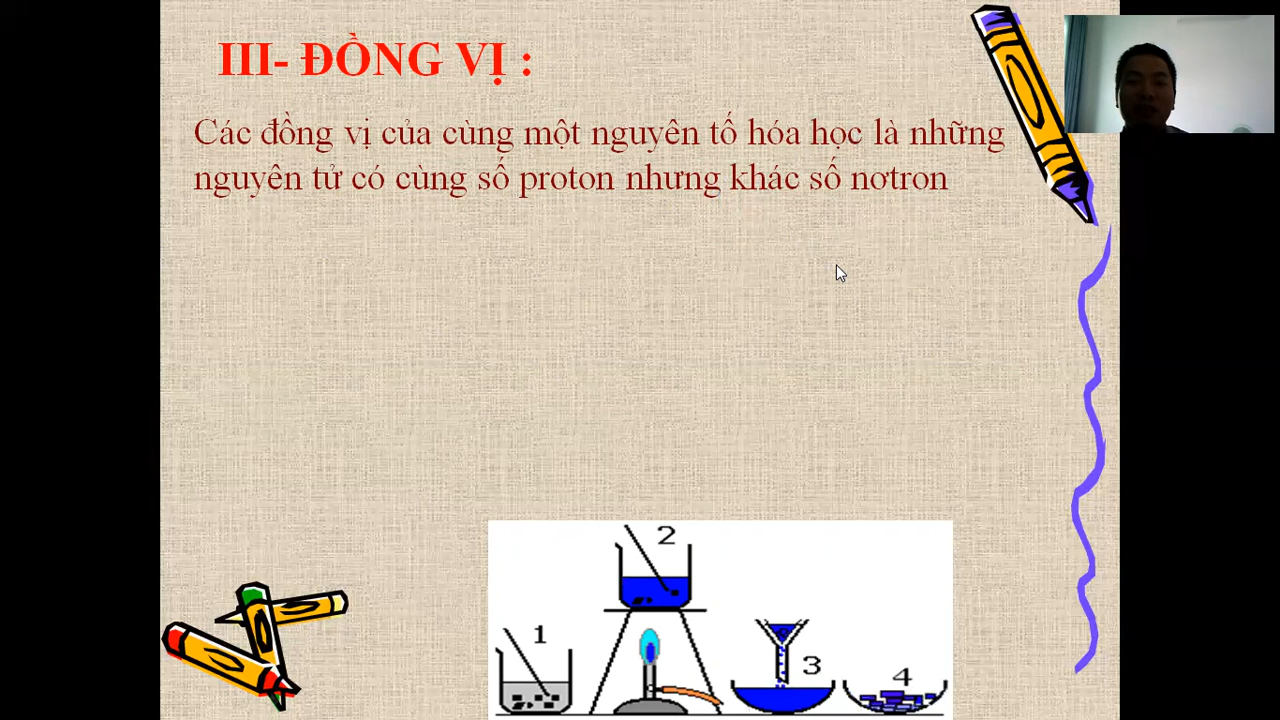 III- ĐỒNG VỊ :
Các đồng vị của cùng một nguyên tố hóa học là những
nguyên tử có cùng số proton nhưng khác số nơtron
2
1
3
4